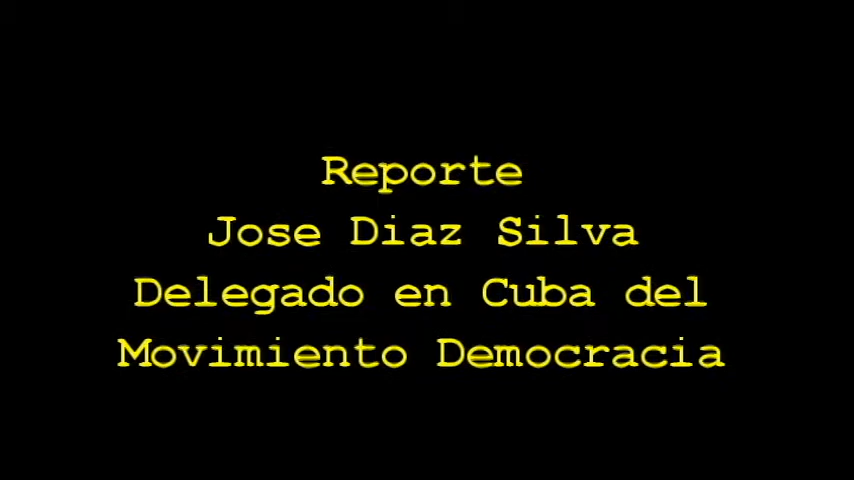 Reporte
Jose Diaz Silva
Delegado en Cuba del
Movimiento Democracia